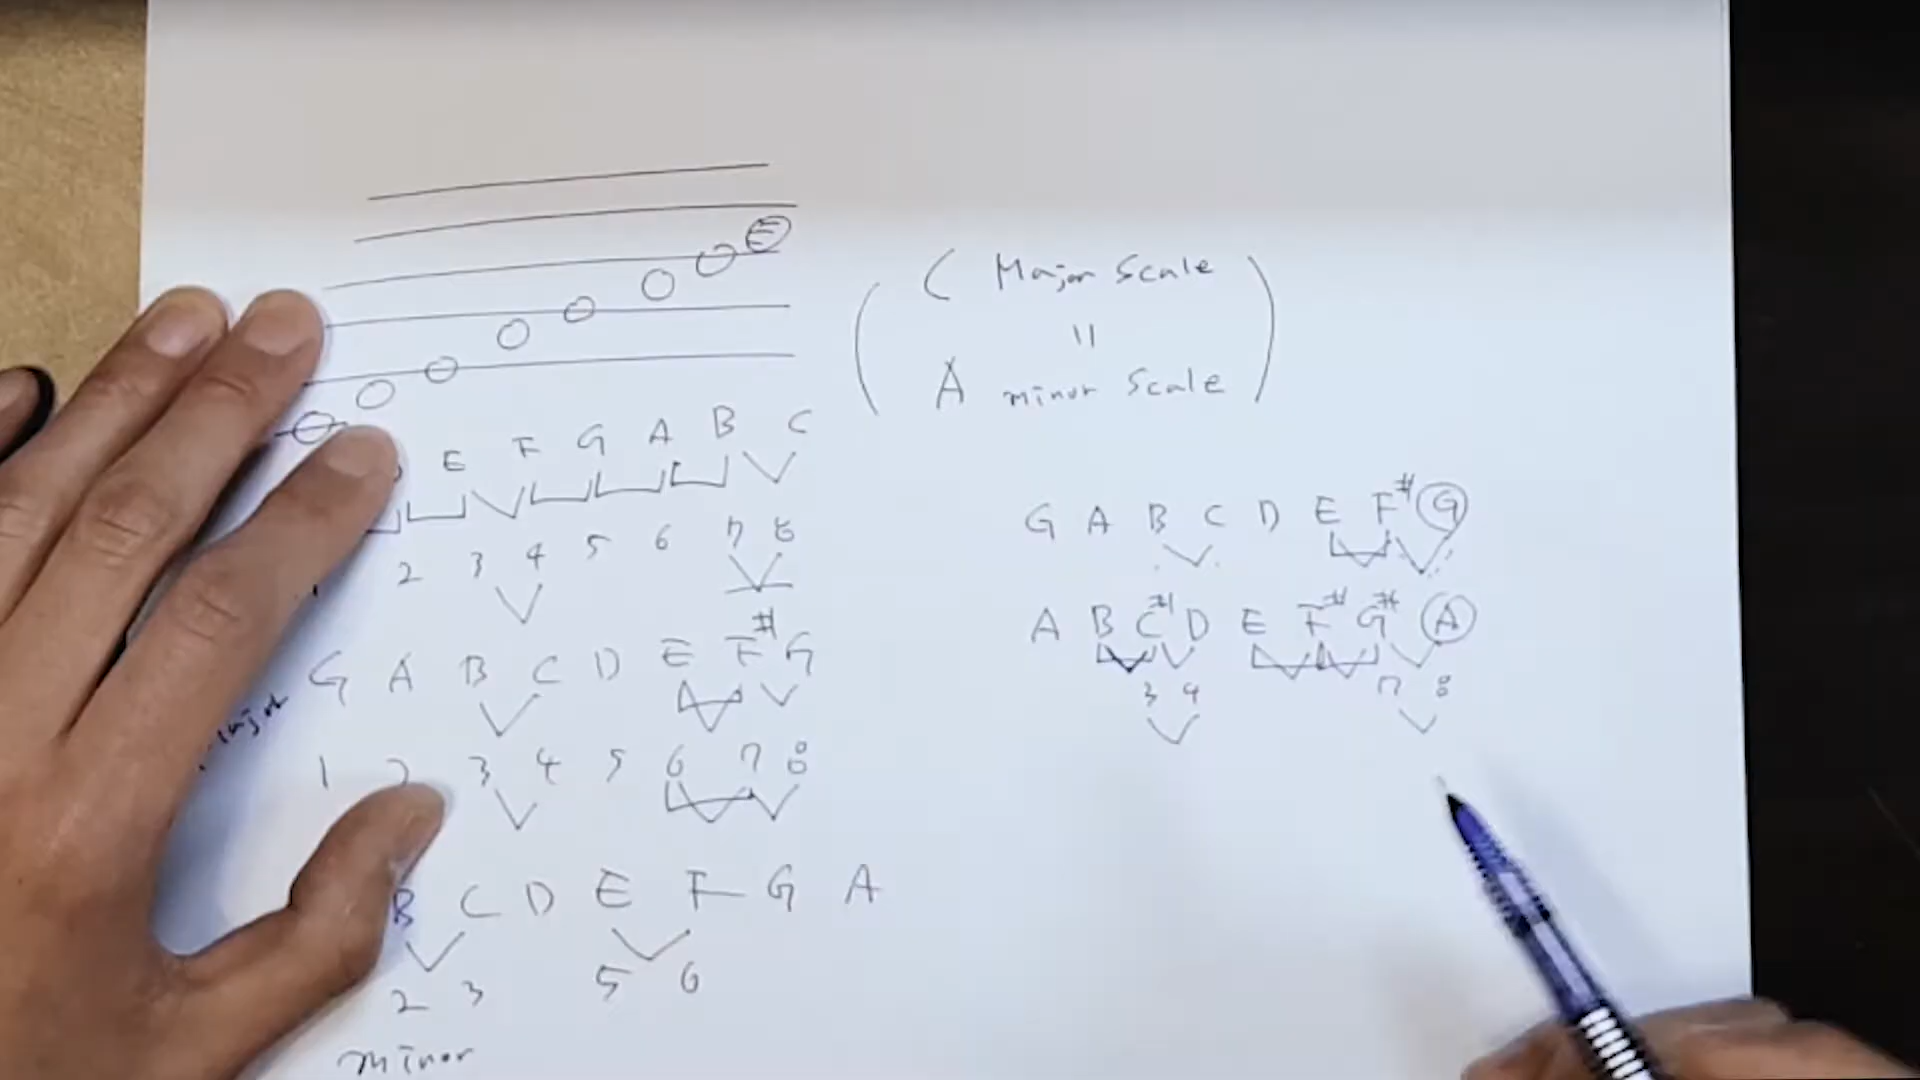 E
C Major Scale
=
A minor Scale
E F G A B C
2 3 4 5 6 7 8
G A B C D E F# G
1 2 3 4 5 6 7 8
B C D E F G A
2 3 5 6
minor
G A B C D E F# G
A B C# D E F# G# A
3 4 7 8